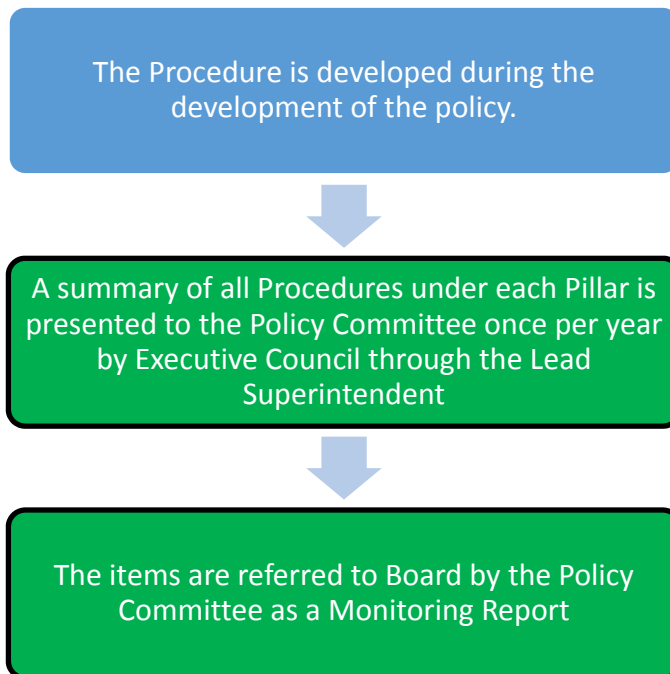 The Procedure is developed during the
development of the policy.
A summary of all Procedures under each Pillar is
presented to the Policy Committee once per year
by Executive Council through the Lead
Superintendent
The items are referred to Board by the Policy
Committee as a Monitoring Report